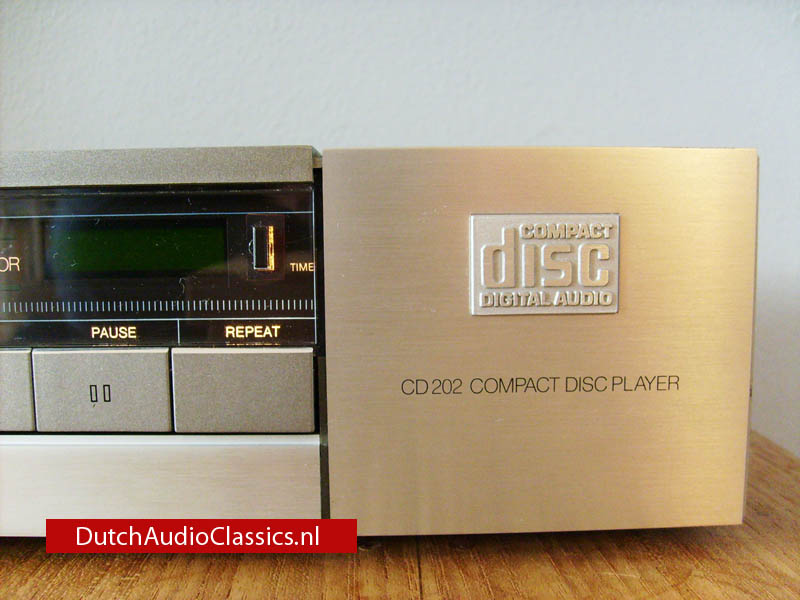 COMPACT
disc
DIGITAL AUDIO
OR
TIME
PAUSE
REPEAT
CD 202 COMPACT DISC PLAYER
DutchAudioClassics.nl